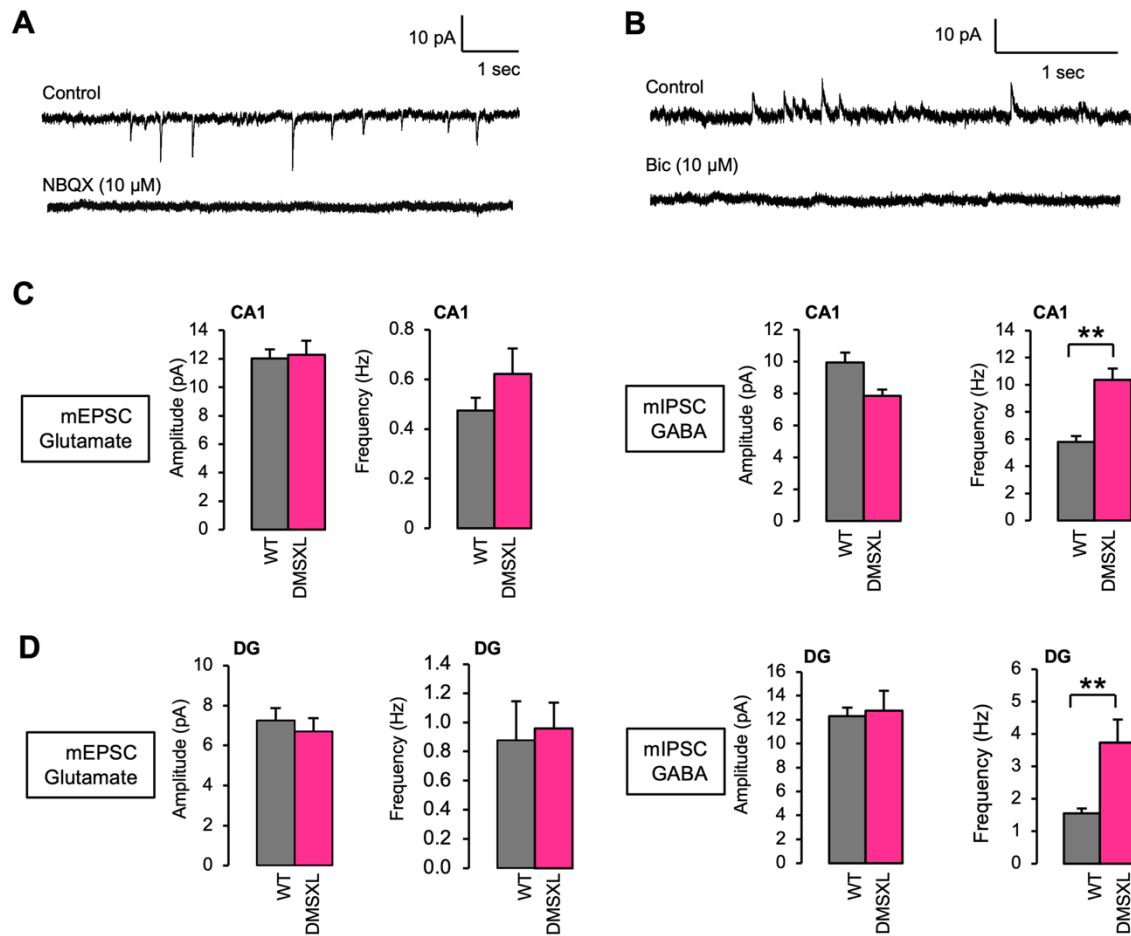 A
10 pA
1 sec
Control
NBQX (10 µM)
B
10 pA
1 sec
Control
Bic (10 µM)
C
mEPSC
Glutamate
CA1
Amplitude (pA)
14
12
10
8
6
4
2
0
WT
DMSXL
CA1
Frequency (Hz)
0.8
0.6
0.4
0.2
0
WT
DMSXL
mIPSC
GABA
CA1
Amplitude (pA)
12
10
8
6
4
2
0
WT
DMSXL
CA1
**
Frequency (Hz)
14
12
10
8
6
4
2
0
WT
DMSXL
D
mEPSC
Glutamate
DG
Amplitude (pA)
10
8
6
4
2
0
WT
DMSXL
DG
Frequency (Hz)
1.4
1.2
1.0
0.8
0.6
0.4
0.2
0.0
WT
DMSXL
mIPSC
GABA
DG
Amplitude (pA)
16
14
12
10
8
6
4
2
0
WT
DMSXL
DG
**
Frequency (Hz)
6
5
4
3
2
1
0
WT
DMSXL